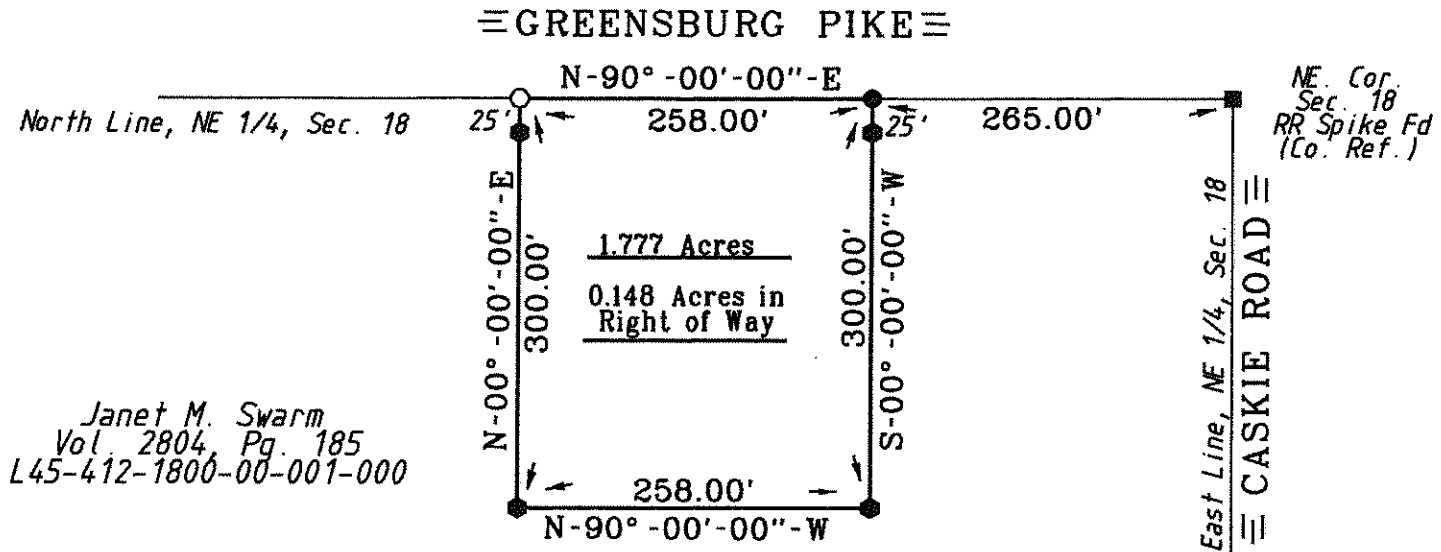 GREENSBURG PIKE
N-90°-00'-00"-E
NE. Cor.
Sec. 18
RR Spike Fd
(Co. Ref.)
North Line, NE 1/4, Sec. 18
25'
258.00'
25'
265.00'
N-00°-00'-00"-E
300.00'
1.777 Acres
0.148 Acres in
Right of Way
300.00'
S-00°-00'-00"-W
East Line, NE 1/4, Sec. 18
CASKIE ROAD
Janet M. Swarm
Vol. 2804, Pg. 185
L45-412-1800-00-001-000
258.00'
N-90°-00'-00"-W